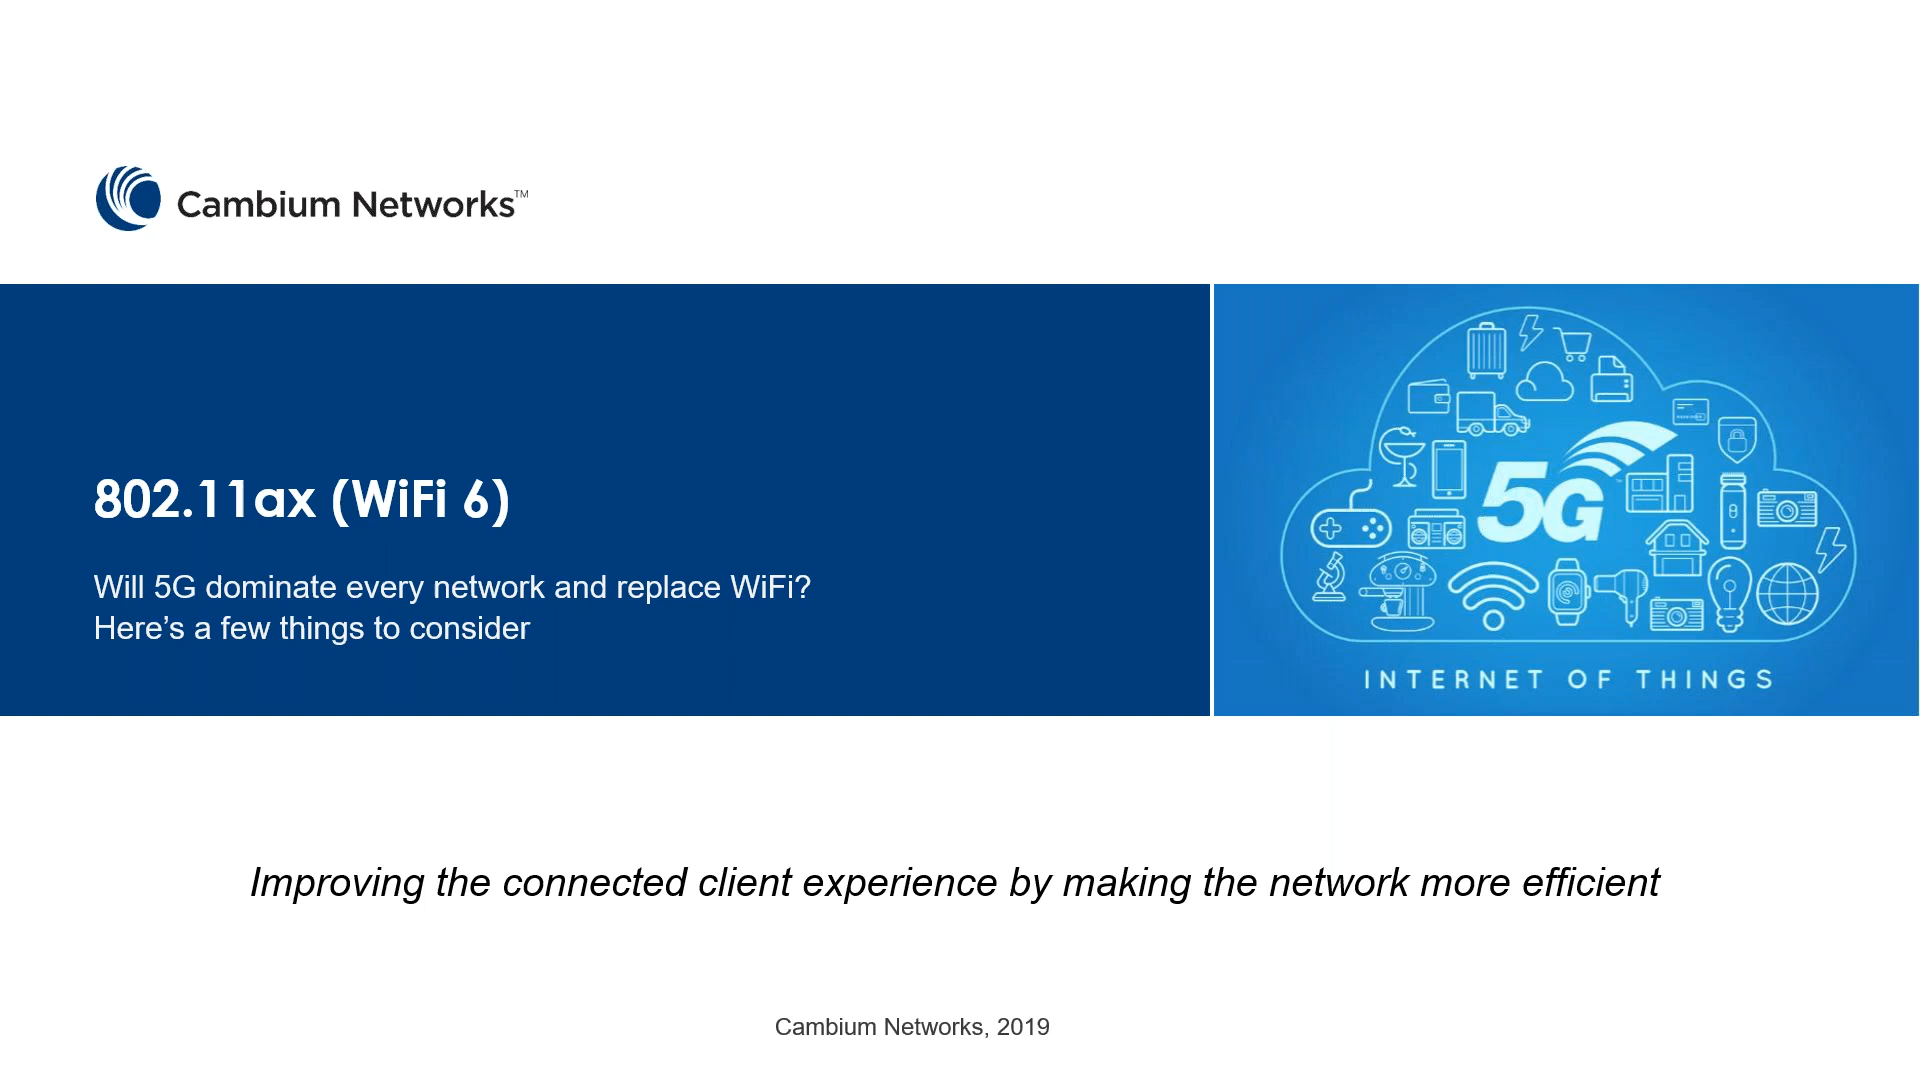 Cambium Networks™
802.11ax (WiFi 6)
Will 5G dominate every network and replace WiFi?
Here’s a few things to consider
5G
INTERNET OF THINGS
Improving the connected client experience by making the network more efficient
Cambium Networks, 2019